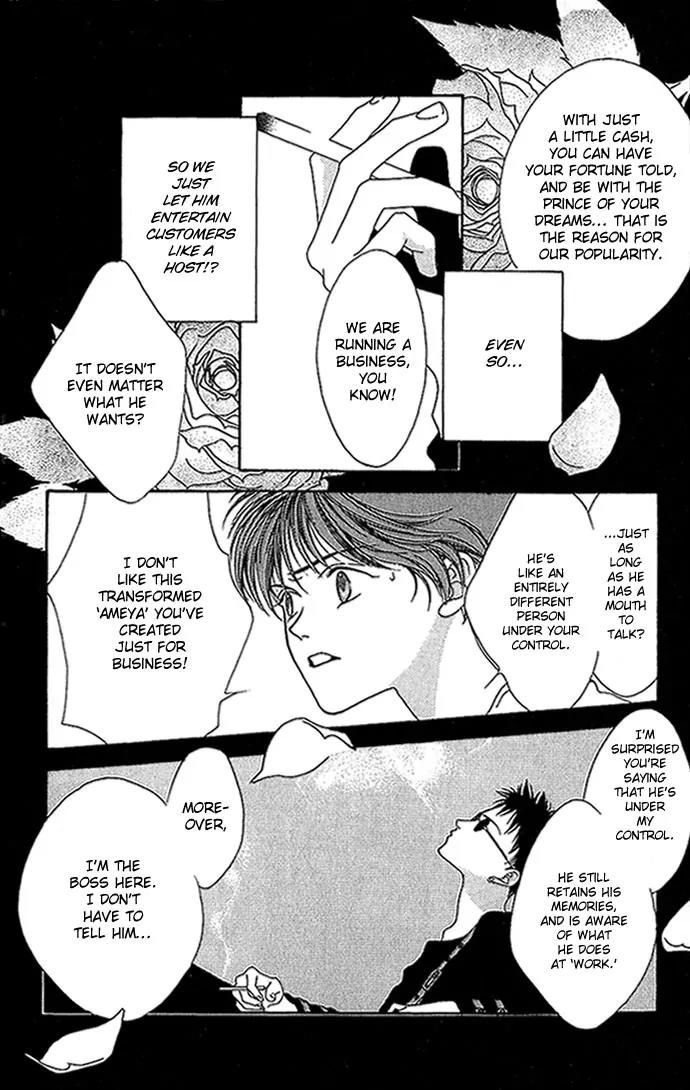 WITH JUST
A LITTLE CASH,
YOU CAN HAVE
YOUR FORTUNE TOLD,
AND BE WITH THE
PRINCE OF YOUR
DREAMS... THAT IS
THE REASON FOR
OUR POPULARITY.
SO WE
JUST
LET HIM
ENTERTAIN
CUSTOMERS
LIKE A
HOST!?
EVEN
SO...
WE ARE
RUNNING A
BUSINESS,
YOU
KNOW!
IT DOESN'T
EVEN MATTER
WHAT HE
WANTS?
...JUST
AS
LONG
AS HE
HAS A
MOUTH
TO
TALK?
HE'S
LIKE AN
ENTIRELY
DIFFERENT
PERSON
UNDER YOUR
CONTROL.
I DON'T
LIKE THIS
TRANSFORMED
'AMEYA' YOU'VE
CREATED
JUST FOR
BUSINESS!
I'M
SURPRISED
YOU'RE
SAYING
THAT HE'S
UNDER
MY
CONTROL.
HE STILL
RETAINS HIS
MEMORIES,
AND IS AWARE
OF WHAT
HE DOES
AT 'WORK.'
MORE-
OVER,
I'M THE
BOSS HERE.
I DON'T
HAVE TO
TELL HIM...